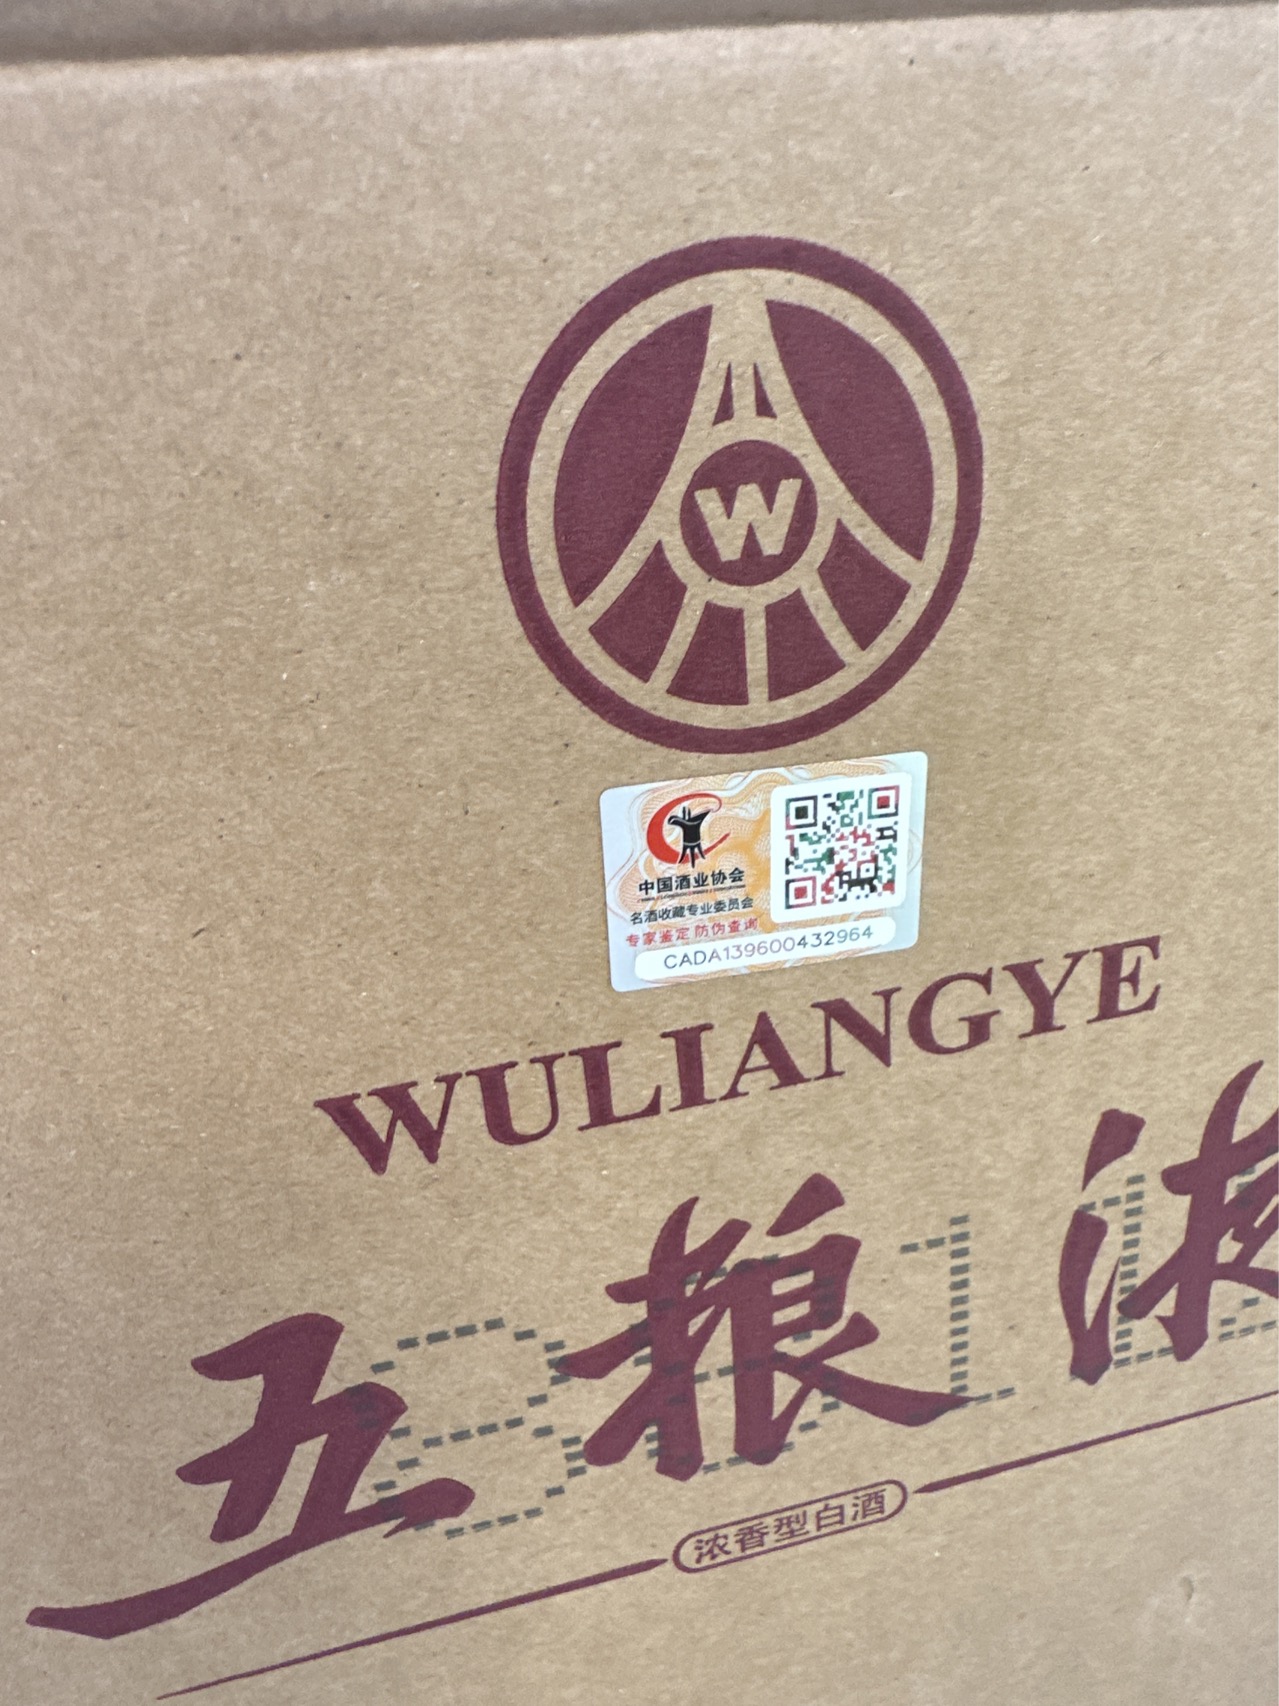 W
中国酒业协会
名酒收藏专业委员会
专家鉴定 防伪查询
CADA139600432964
WULIANGYE
五粮液
浓香型白酒